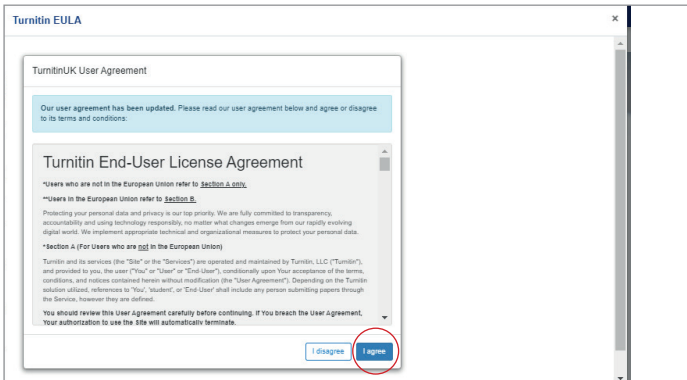 Turnitin EULA
×
TurnitinUK User Agreement
Our user agreement has been updated. Please read our user agreement below and agree or disagree
to its terms and conditions:
Turnitin End-User License Agreement
*Users who are not in the European Union refer to Section A only.
**Users in the European Union refer to Section B.
Protecting your personal data and privacy is our top priority. We are fully committed to transparency,
accountability and using technology responsibly, no matter what changes emerge from our rapidly evolving
digital world. We implement appropriate technical and organizational measures to protect your personal data.
*Section A (For Users who are not in the European Union)
Turnitin and its services (the "Site" or the "Services") are operated and maintained by Turnitin, LLC ("Turnitin"),
and provided to you, the user ("You" or "User" or "End-User"), conditionally upon Your acceptance of the terms,
conditions, and notices contained herein without modification (the "User Agreement"). Depending on the Turnitin
solution utilized, references to 'You', 'student', or 'End-User' shall include any person submitting papers through
the Service, however they are defined.
You should review this User Agreement carefully before continuing. If You breach the User Agreement,
Your authorization to use the Site will automatically terminate.
I disagree
I agree